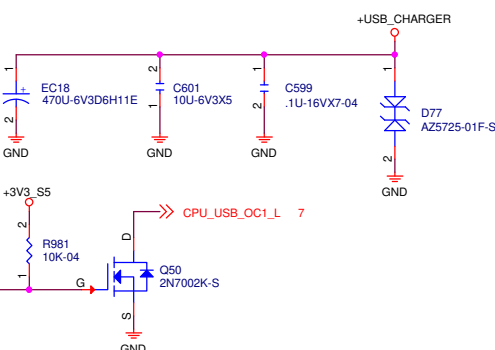 +USB_CHARGER
1
2
1
1
EC18
470U-6V3D6H11E
C601
10U-6V3X5
C599
.1U-16VX7-04
D77
AZ5725-01F-S
2
1
2
2
GND
GND
GND
GND
+3V3_S5
2
R981
10K-04
1
CPU_USB_OC1_L 7
D
G
Q50
2N7002K-S
S
GND